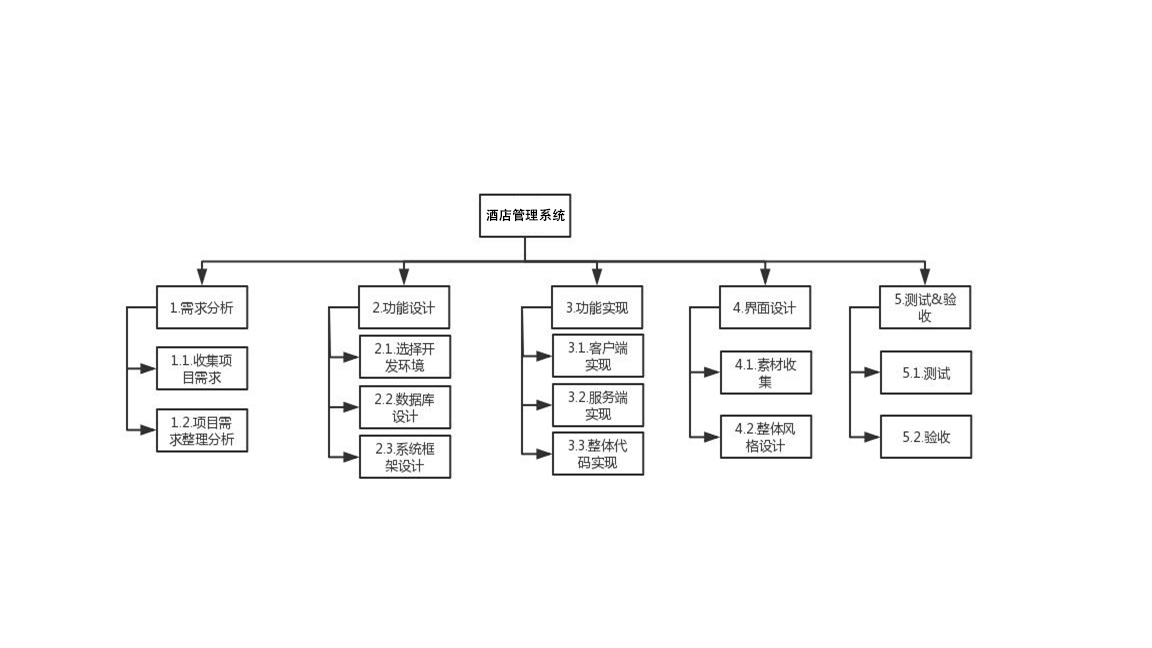 酒店管理系统
1.需求分析
1.1.收集项
目需求
1.2.项目需
求整理分析
2.功能设计
2.1.选择开
发环境
2.2.数据库
设计
2.3.系统框
架设计
3.功能实现
3.1.客户端
实现
3.2.服务端
实现
3.3.整体代
码实现
4.界面设计
4.1.素材收
集
4.2.整体风
格设计
5.测试&验
收
5.1.测试
5.2.验收